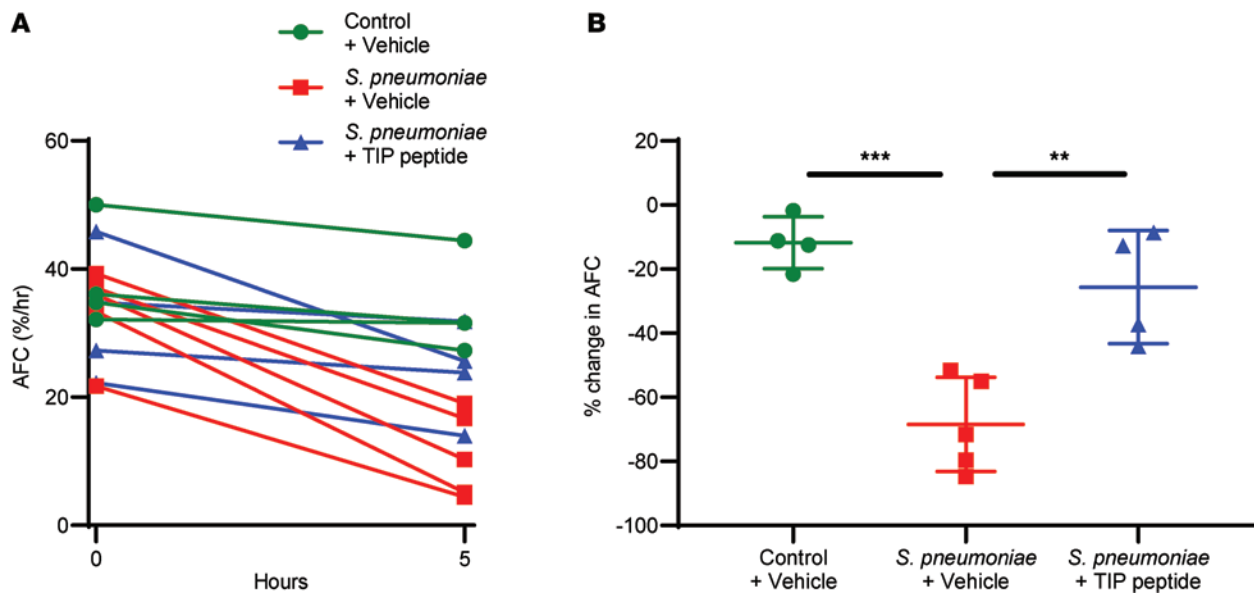 A
Control
+ Vehicle
S. pneumoniae
+ Vehicle
S. pneumoniae
+ TIP peptide
60
40
20
0
AFC (%/hr)
0
5
Hours
B
20
0
-20
-40
-60
-80
-100
% change in AFC
***
**
Control
+ Vehicle
S. pneumoniae
+ Vehicle
S. pneumoniae
+ TIP peptide